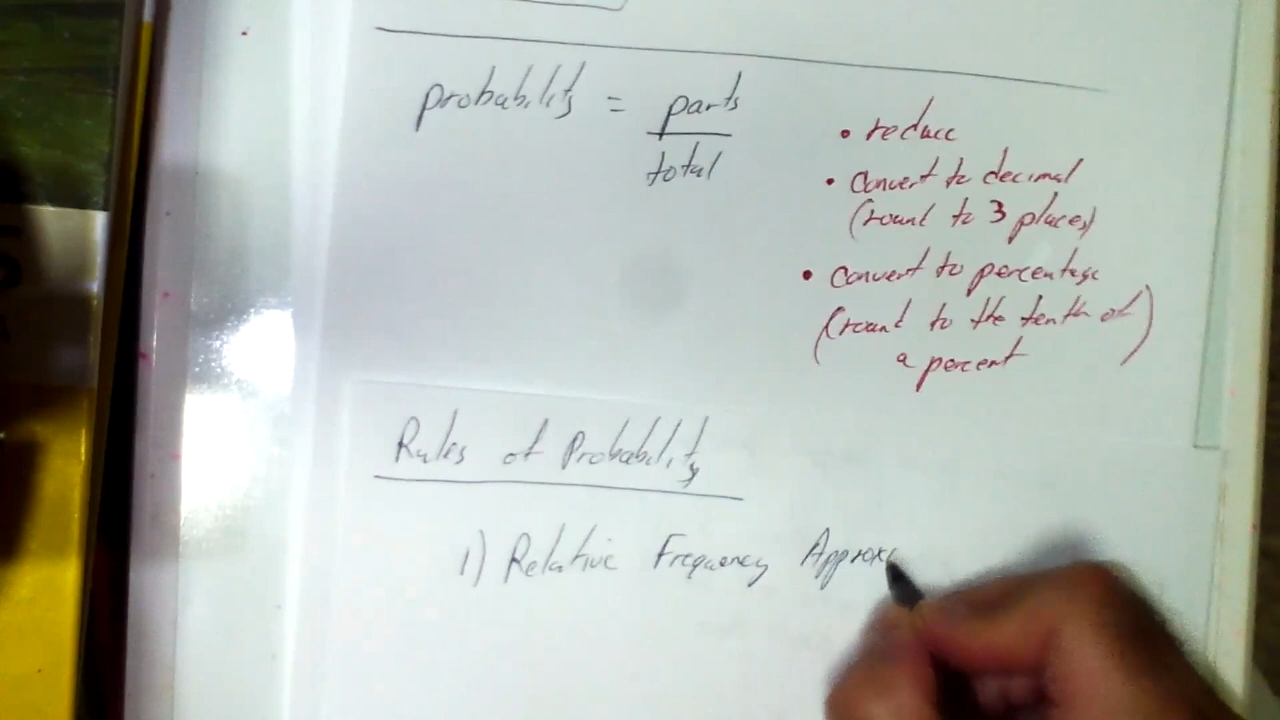 probability = parts
total
• reduce
• convert to decimal
(round to 3 places)
• convert to percentage
(round to the tenth of
a percent)
Rules of Probability
1) Relative Frequency Approx